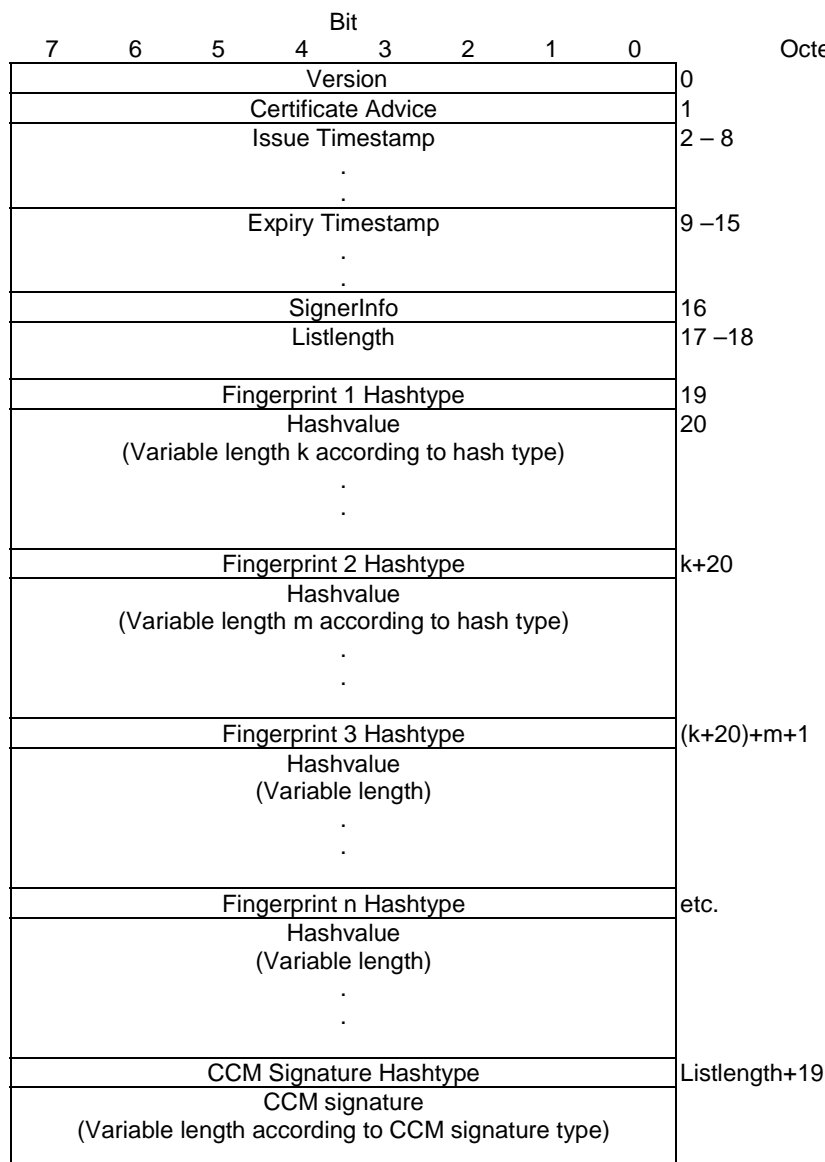 Bit
7 6 5 4 3 2 1 0 Octe
Version 0
Certificate Advice 1
Issue Timestamp 2 – 8
.
.
Expiry Timestamp 9 –15
.
.
SignerInfo 16
Listlength 17 –18
Fingerprint 1 Hashtype 19
Hashvalue 20
(Variable length k according to hash type)
.
.
Fingerprint 2 Hashtype k+20
Hashvalue
(Variable length m according to hash type)
.
.
Fingerprint 3 Hashtype (k+20)+m+1
Hashvalue
(Variable length)
.
.
Fingerprint n Hashtype etc.
Hashvalue
(Variable length)
.
.
CCM Signature Hashtype Listlength+19
CCM signature
(Variable length according to CCM signature type)